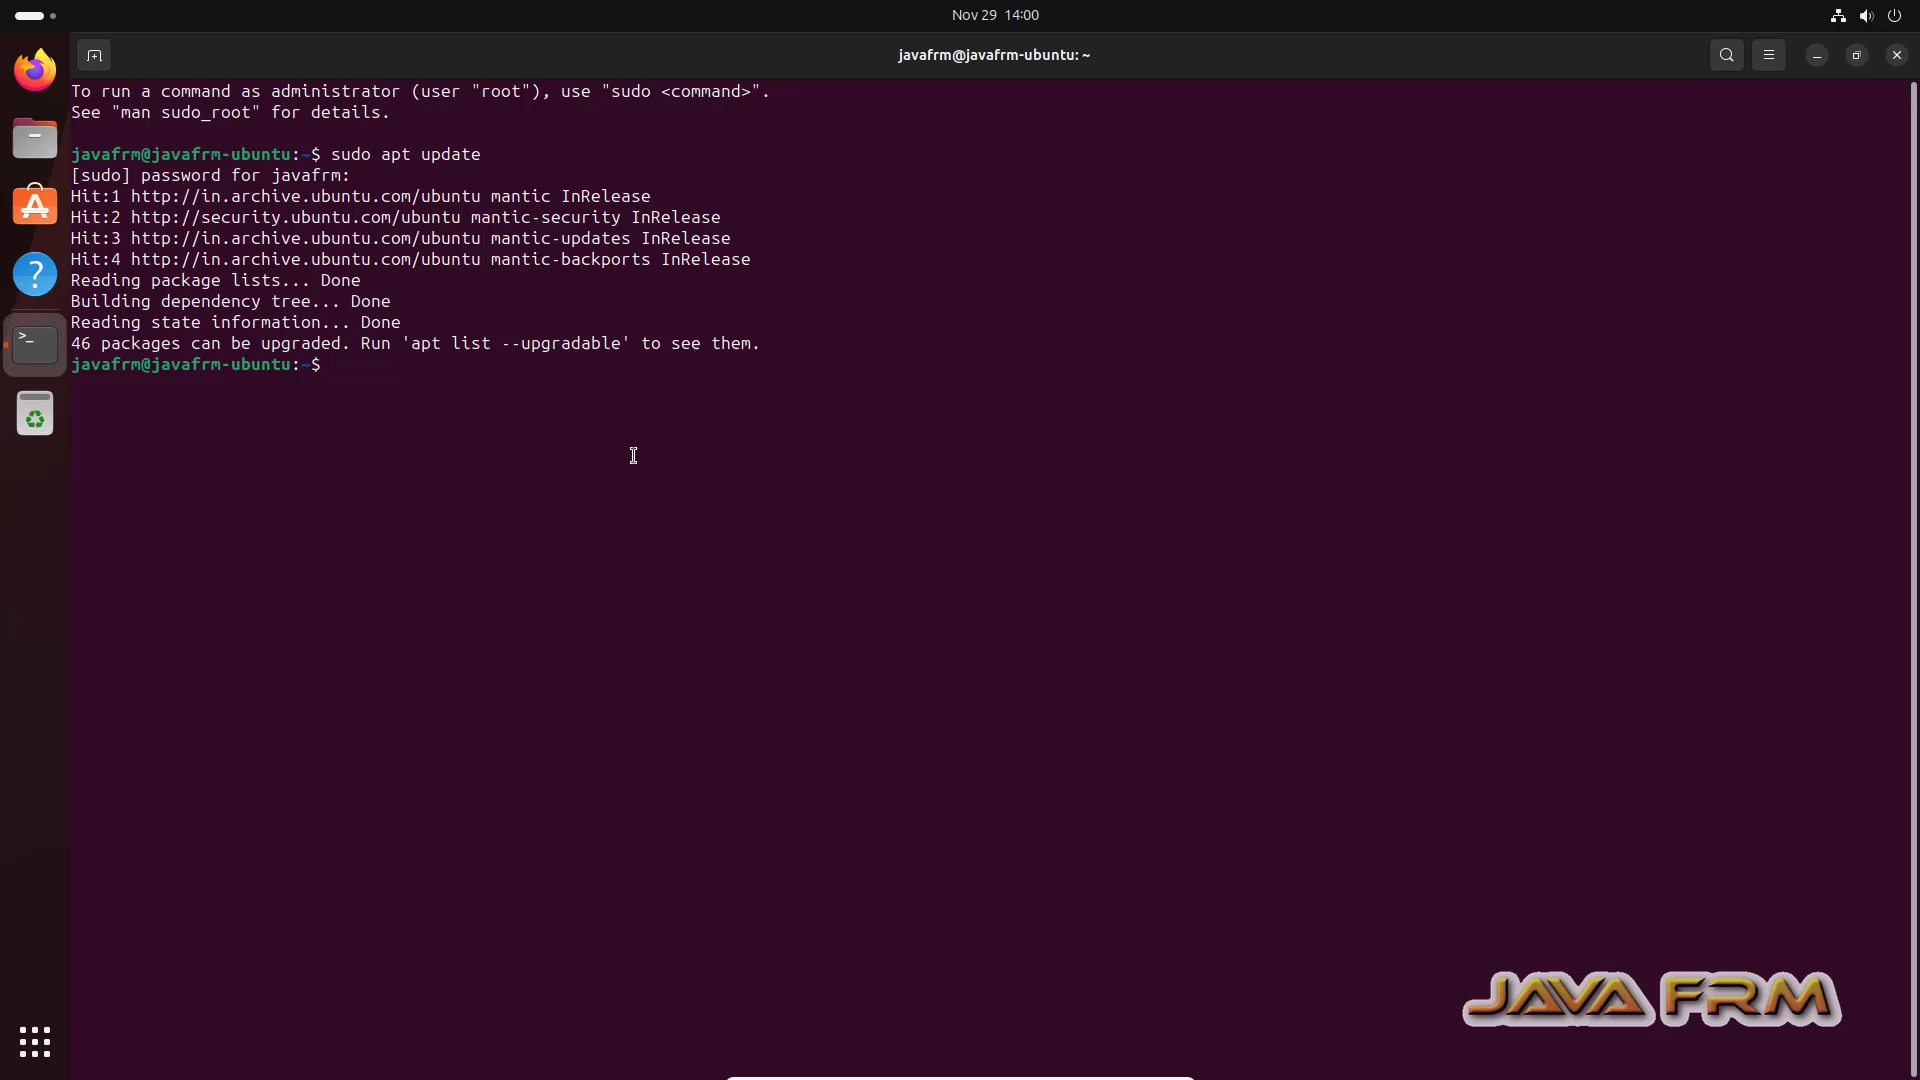 Nov 29 14:00
javafrm@javafrm-ubuntu: ~
To run a command as administrator (user "root"), use "sudo <command>".
See "man sudo_root" for details.
javafrm@javafrm-ubuntu:~$ sudo apt update
[sudo] password for javafrm:
Hit:1 http://in.archive.ubuntu.com/ubuntu mantic InRelease
Hit:2 http://security.ubuntu.com/ubuntu mantic-security InRelease
Hit:3 http://in.archive.ubuntu.com/ubuntu mantic-updates InRelease
Hit:4 http://in.archive.ubuntu.com/ubuntu mantic-backports InRelease
Reading package lists... Done
Building dependency tree... Done
Reading state information... Done
46 packages can be upgraded. Run 'apt list --upgradable' to see them.
javafrm@javafrm-ubuntu:~$
JAVA FRM